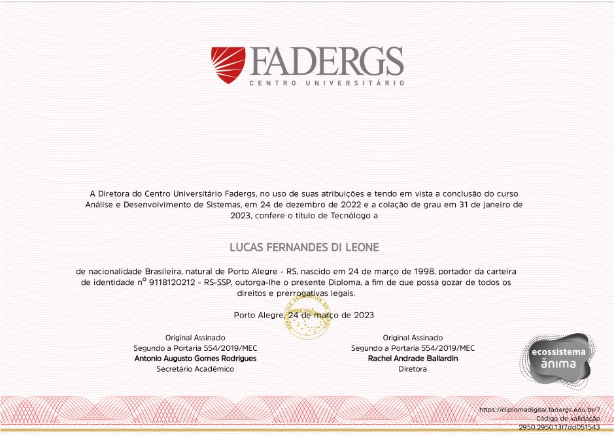 FADERGS
CENTRO UNIVERSITÁRIO
A Diretora do Centro Universitário Fadergs, no uso de suas atribuições e tendo em vista a conclusão do curso
Análise e Desenvolvimento de Sistemas, em 24 de dezembro de 2022 e a colação de grau em 31 de janeiro de
2023, confere o título de Tecnólogo a
LUCAS FERNANDES DI LEONE
de nacionalidade Brasileira, natural de Porto Alegre - RS, nascido em 24 de março de 1998, portador da carteira
de identidade nº 9118120212 - RS-SSP, outorga-lhe o presente Diploma, a fim de que possa gozar de todos os
direitos e prerrogativas legais.
Porto Alegre, 24 de março de 2023
Original Assinado
Segundo a Portaria 554/2019/MEC
Antonio Augusto Gomes Rodrigues
Secretário Acadêmico
Original Assinado
Segundo a Portaria 554/2019/MEC
Rachel Andrade Ballardin
Diretora
ecossistema
ânima
https://diplomadigital.fadergs.edu.br/?
Código de validação
2950.2950.13f7dd051543